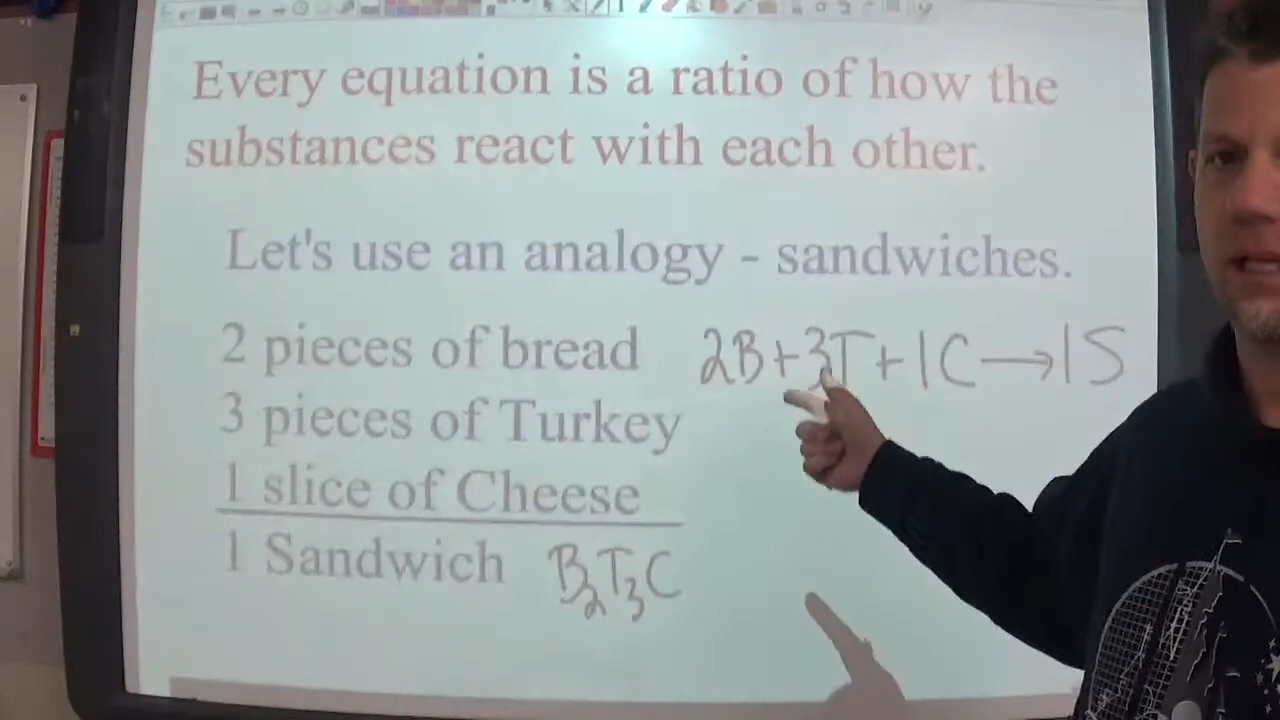 Every equation is a ratio of how the
substances react with each other.
Let's use an analogy - sandwiches.
2 pieces of bread 2B+3T+1C→1S
3 pieces of Turkey
1 slice of Cheese
1 Sandwich B₂T₃C